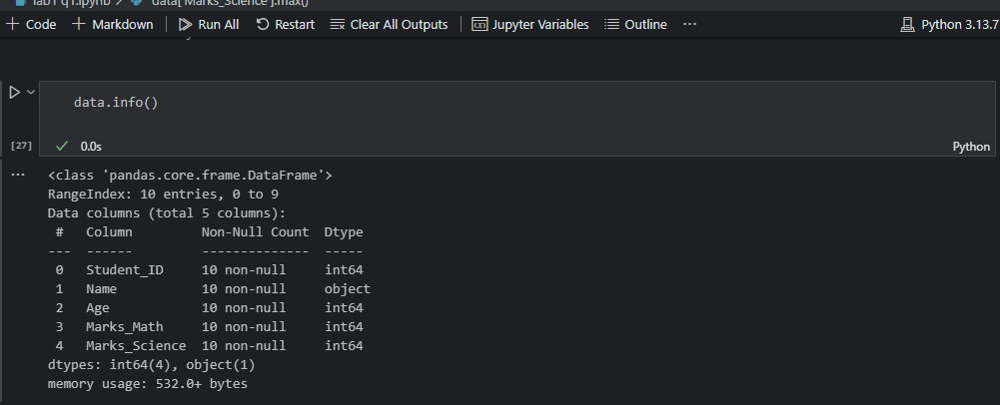 lab1 q1.ipynb > data[ Marks_Science ].max()
+ Code + Markdown Run All Restart Clear All Outputs Jupyter Variables Outline ... Python 3.13.7
data.info()
[27] ✓ 0.0s Python
... <class 'pandas.core.frame.DataFrame'>
RangeIndex: 10 entries, 0 to 9
Data columns (total 5 columns):
# Column Non-Null Count Dtype
--- ------ -------------- -----
0 Student_ID 10 non-null int64
1 Name 10 non-null object
2 Age 10 non-null int64
3 Marks_Math 10 non-null int64
4 Marks_Science 10 non-null int64
dtypes: int64(4), object(1)
memory usage: 532.0+ bytes